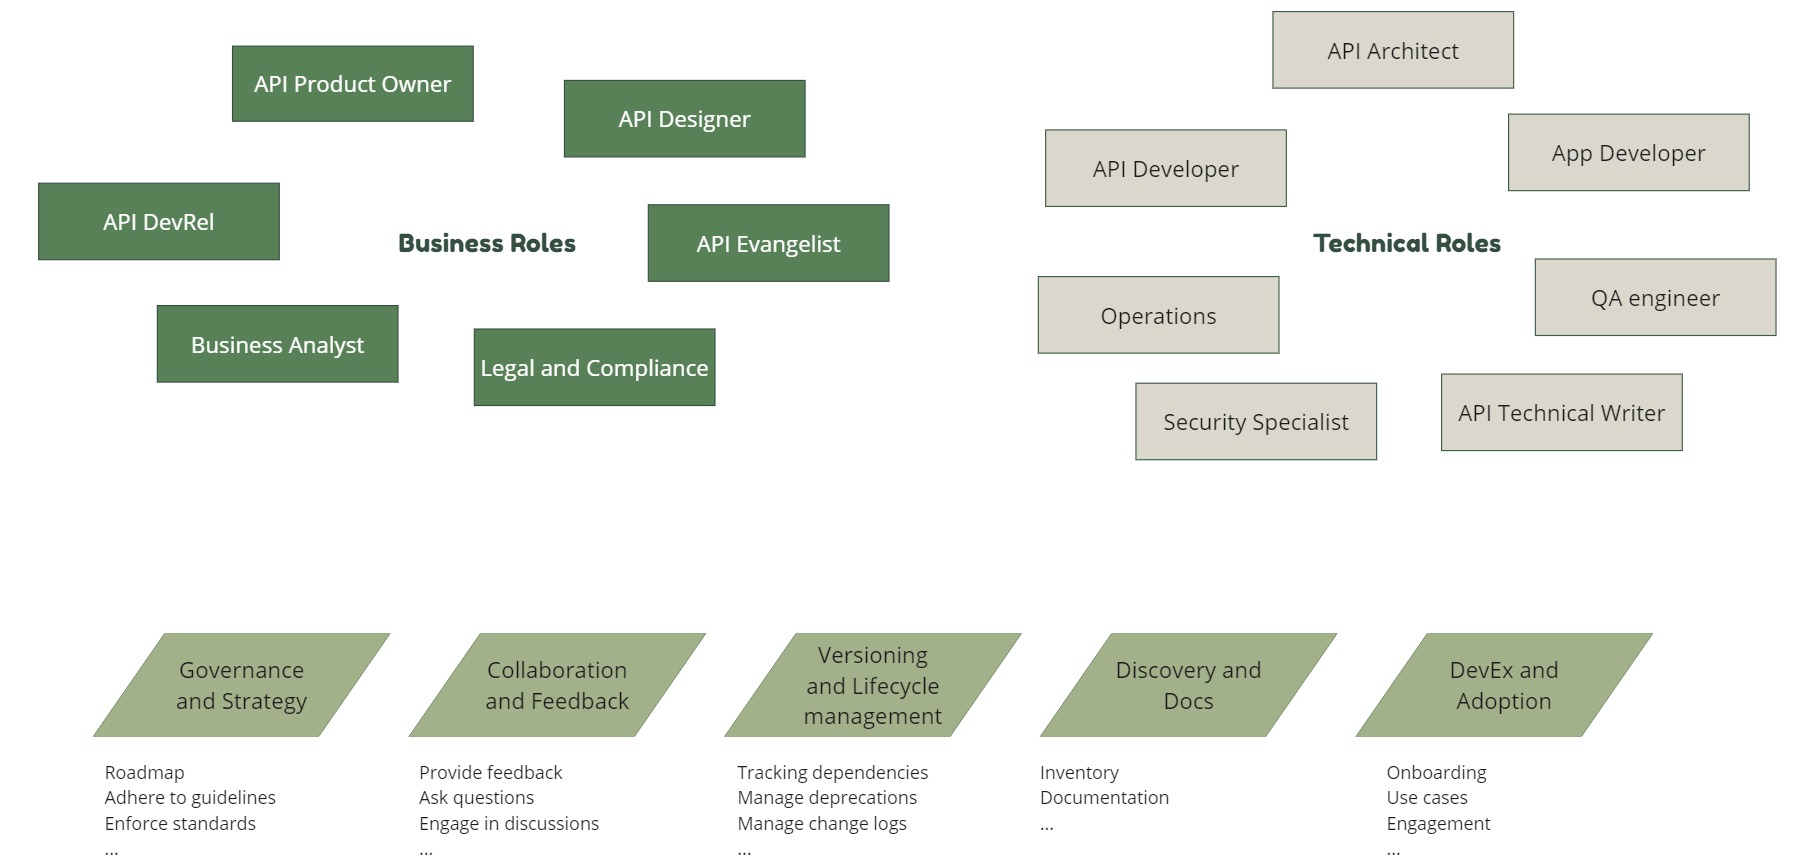 API Product Owner
API Designer
API DevRel
Business Roles
API Evangelist
Business Analyst
Legal and Compliance
API Architect
API Developer
App Developer
Technical Roles
Operations
QA engineer
Security Specialist
API Technical Writer
Governance
and Strategy
Roadmap
Adhere to guidelines
Enforce standards
...
Collaboration
and Feedback
Provide feedback
Ask questions
Engage in discussions
...
Versioning
and Lifecycle
management
Tracking dependencies
Manage deprecations
Manage change logs
...
Discovery and
Docs
Inventory
Documentation
...
DevEx and
Adoption
Onboarding
Use cases
Engagement
...